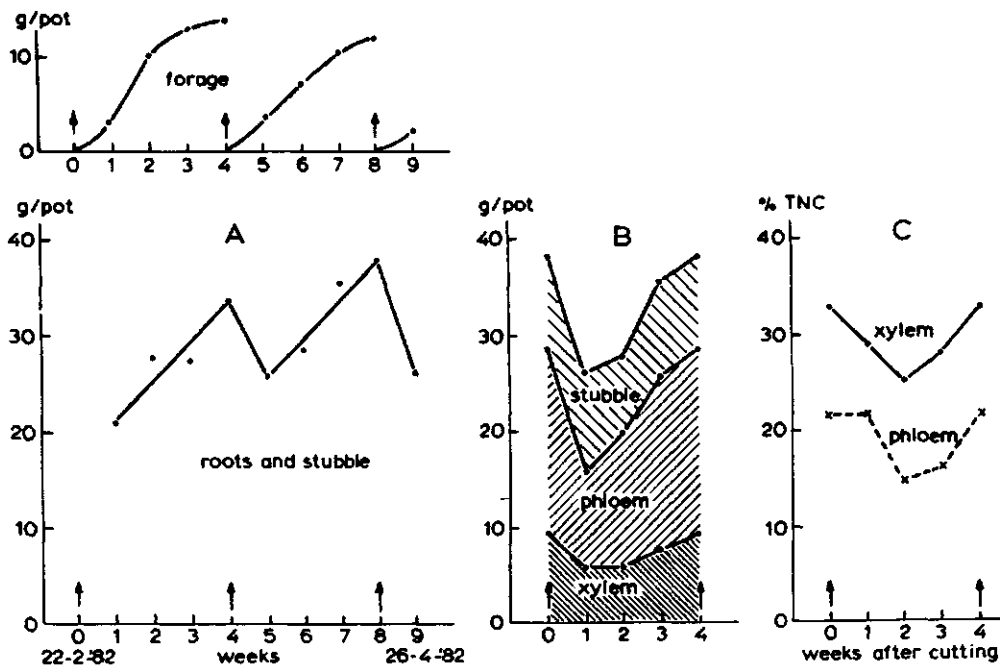 g/pot
10
forage
0
0 1 2 3 4 5 6 7 8 9
g/pot
A
40
30
20
roots and stubble
10
0
0 1 2 3 4 5 6 7 8 9
22-2-'82 weeks 26-4-'82
g/pot
B
40
30
stubble
20
phloem
10
xylem
0
0 1 2 3 4
% TNC
C
40
xylem
30
20
phloem
10
0
0 1 2 3 4
weeks after cutting